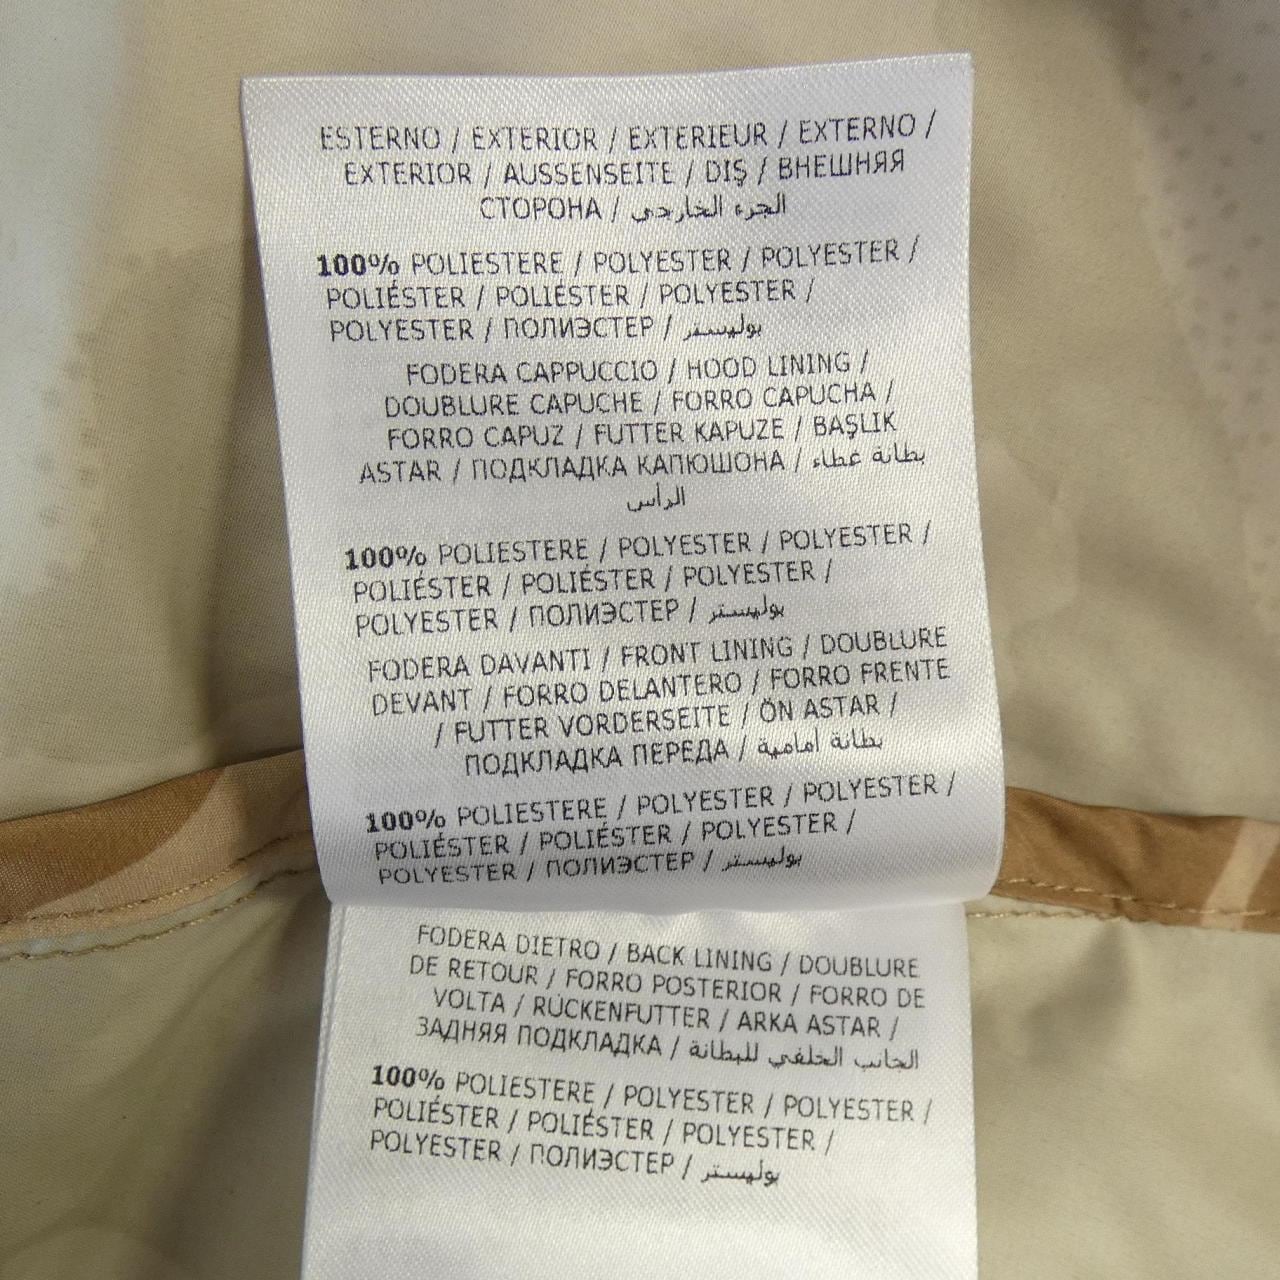 ESTERNO / EXTERIOR / EXTERIEUR / EXTERNO /
EXTERIOR / AUSSENSEITE / DIŞ / ВНЕШНЯЯ
СТОРОНА / الجزء الخارجي
100% POLIESTERE / POLYESTER / POLYESTER /
POLIÉSTER / POLIÉSTER / POLYESTER /
POLYESTER / ПОЛИЭСТЕР / بوليستر
FODERA CAPPUCCIO / HOOD LINING /
DOUBLURE CAPUCHE / FORRO CAPUCHA /
FORRO CAPUZ / FUTTER KAPUZE / BAŞLIK
ASTAR / ПОДКЛАДКА КАПЮШОНА / بطانة غطاء
الرأس
100% POLIESTERE / POLYESTER / POLYESTER /
POLIÉSTER / POLIÉSTER / POLYESTER /
POLYESTER / ПОЛИЭСТЕР / بوليستر
FODERA DAVANTI / FRONT LINING / DOUBLURE
DEVANT / FORRO DELANTERO / FORRO FRENTE
/ FUTTER VORDERSEITE / ÖN ASTAR /
ПОДКЛАДКА ПЕРЕДА / بطانة أمامية
100% POLIESTERE / POLYESTER / POLYESTER /
POLIÉSTER / POLIÉSTER / POLYESTER /
POLYESTER / ПОЛИЭСТЕР / بوليستر
FODERA DIETRO / BACK LINING / DOUBLURE
DE RETOUR / FORRO POSTERIOR / FORRO DE
VOLTA / RÜCKENFUTTER / ARKA ASTAR /
ЗАДНЯЯ ПОДКЛАДКА / الجانب الخلفي للبطانة
100% POLIESTERE / POLYESTER / POLYESTER /
POLIÉSTER / POLIÉSTER / POLYESTER /
POLYESTER / ПОЛИЭСТЕР / بوليستر